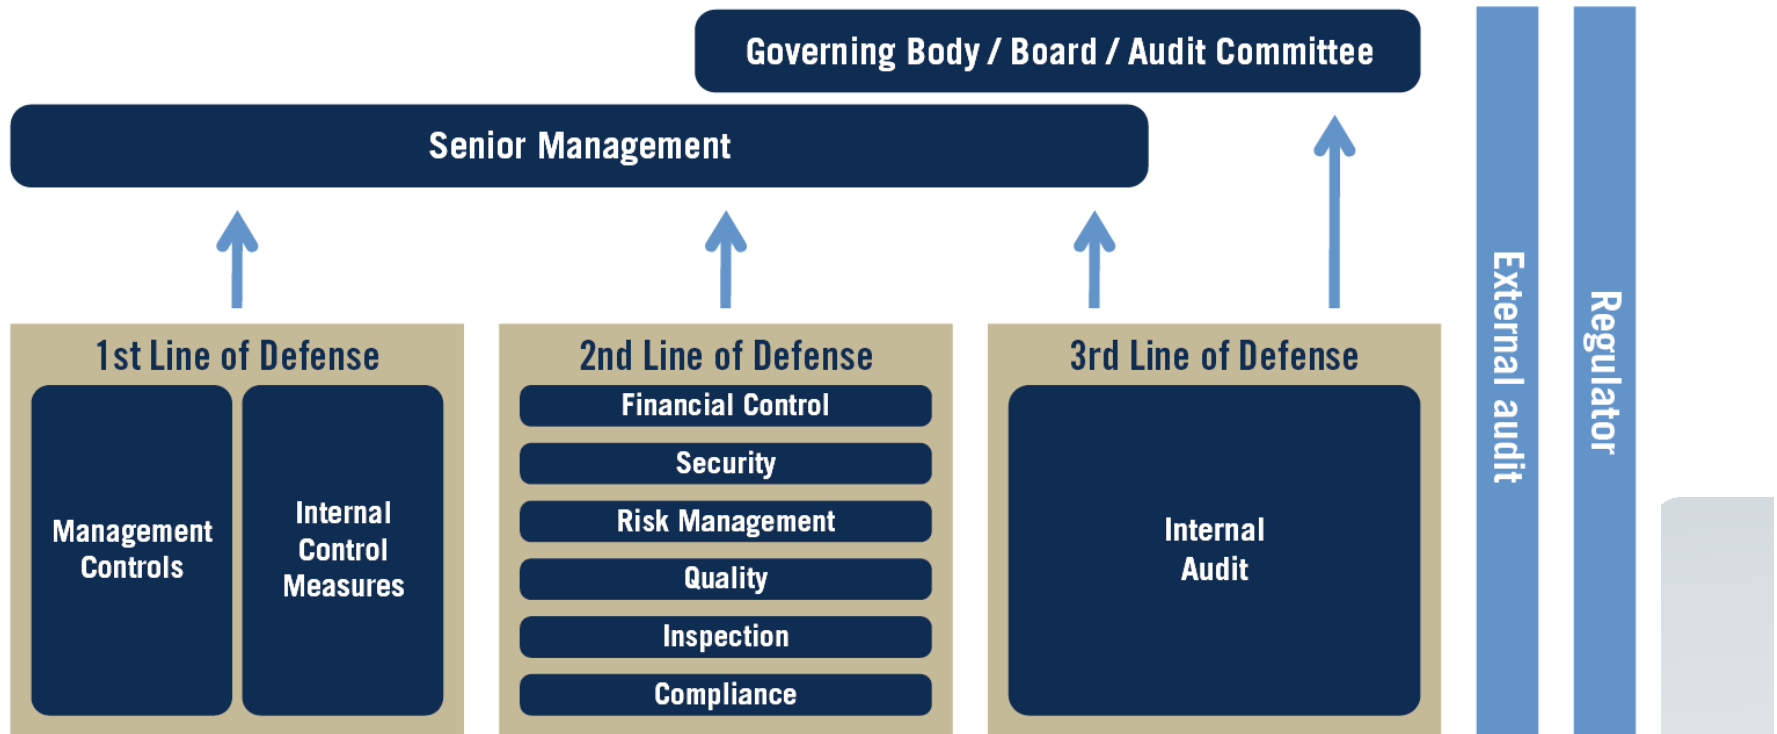 Governing Body / Board / Audit Committee
Senior Management
1st Line of Defense
Management
Controls
Internal
Control
Measures
2nd Line of Defense
Financial Control
Security
Risk Management
Quality
Inspection
Compliance
3rd Line of Defense
Internal
Audit
External audit
Regulator